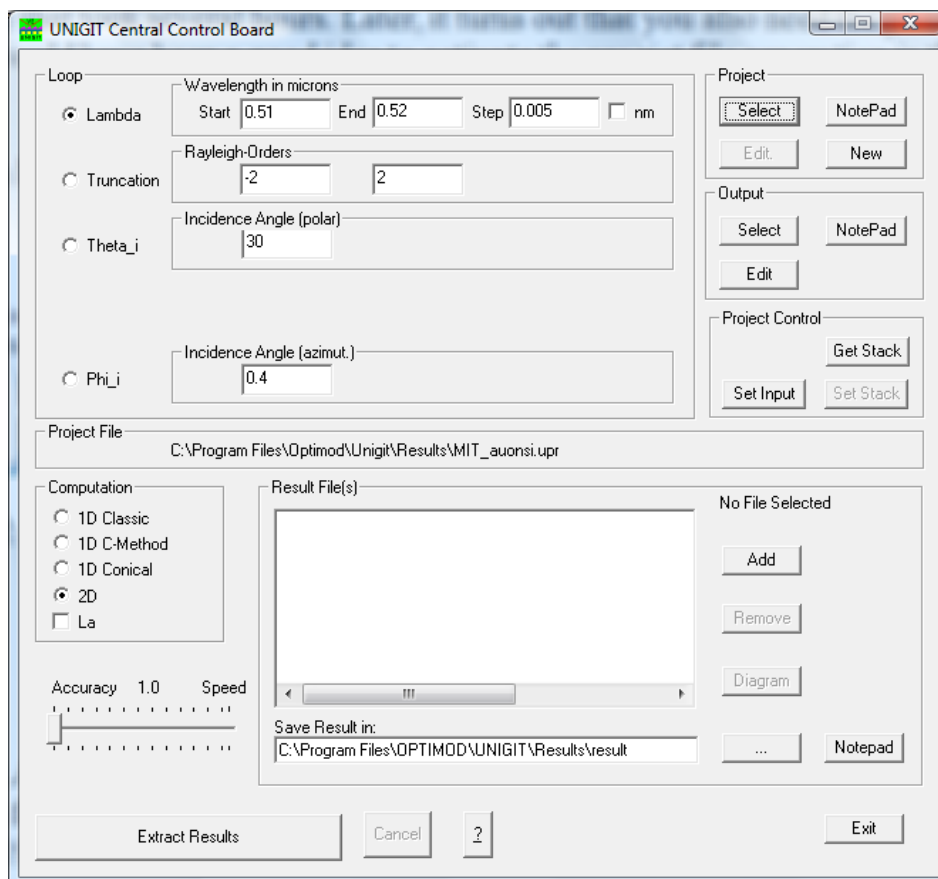 UNIGIT Central Control Board
Loop
Wavelength in microns
Lambda
Start 0.51 End 0.52 Step 0.005 nm
Rayleigh-Orders
Truncation
-2 2
Incidence Angle (polar)
Theta_i
30
Incidence Angle (azimut.)
Phi_i
0.4
Project
Select NotePad
Edit. New
Output
Select NotePad
Edit
Project Control
Get Stack
Set Input Set Stack
Project File
C:\Program Files\Optimod\Unigit\Results\MIT_auonsi.upr
Computation
1D Classic
1D C-Method
1D Conical
2D
La
Accuracy 1.0 Speed
Result File(s)
No File Selected
Add
Remove
Diagram
Save Result in:
C:\Program Files\OPTIMOD\UNIGIT\Results\result
... Notepad
Extract Results Cancel ? Exit